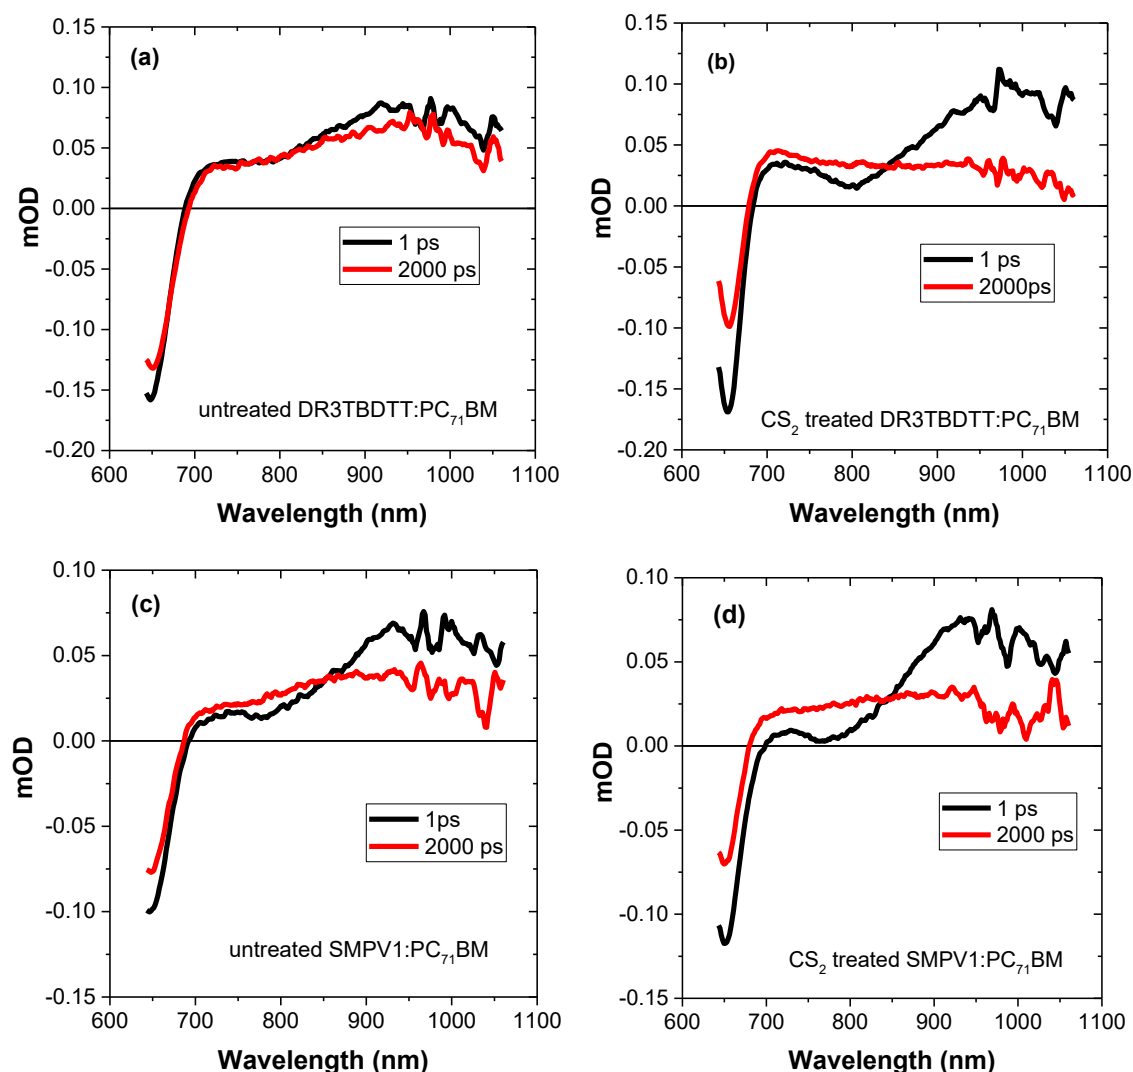 (a)
0.15
0.10
0.05
0.00
-0.05
-0.10
-0.15
-0.20
mOD
1 ps
2000 ps
untreated DR3TBDTT:PC₇₁BM
600 700 800 900 1000 1100
Wavelength (nm)
(b)
0.15
0.10
0.05
0.00
-0.05
-0.10
-0.15
-0.20
mOD
1 ps
2000ps
CS₂ treated DR3TBDTT:PC₇₁BM
600 700 800 900 1000 1100
Wavelength (nm)
(c)
0.10
0.05
0.00
-0.05
-0.10
-0.15
mOD
1ps
2000 ps
untreated SMPV1:PC₇₁BM
600 700 800 900 1000 1100
Wavelength (nm)
(d)
0.10
0.05
0.00
-0.05
-0.10
-0.15
mOD
1 ps
2000 ps
CS₂ treated SMPV1:PC₇₁BM
600 700 800 900 1000 1100
Wavelength (nm)